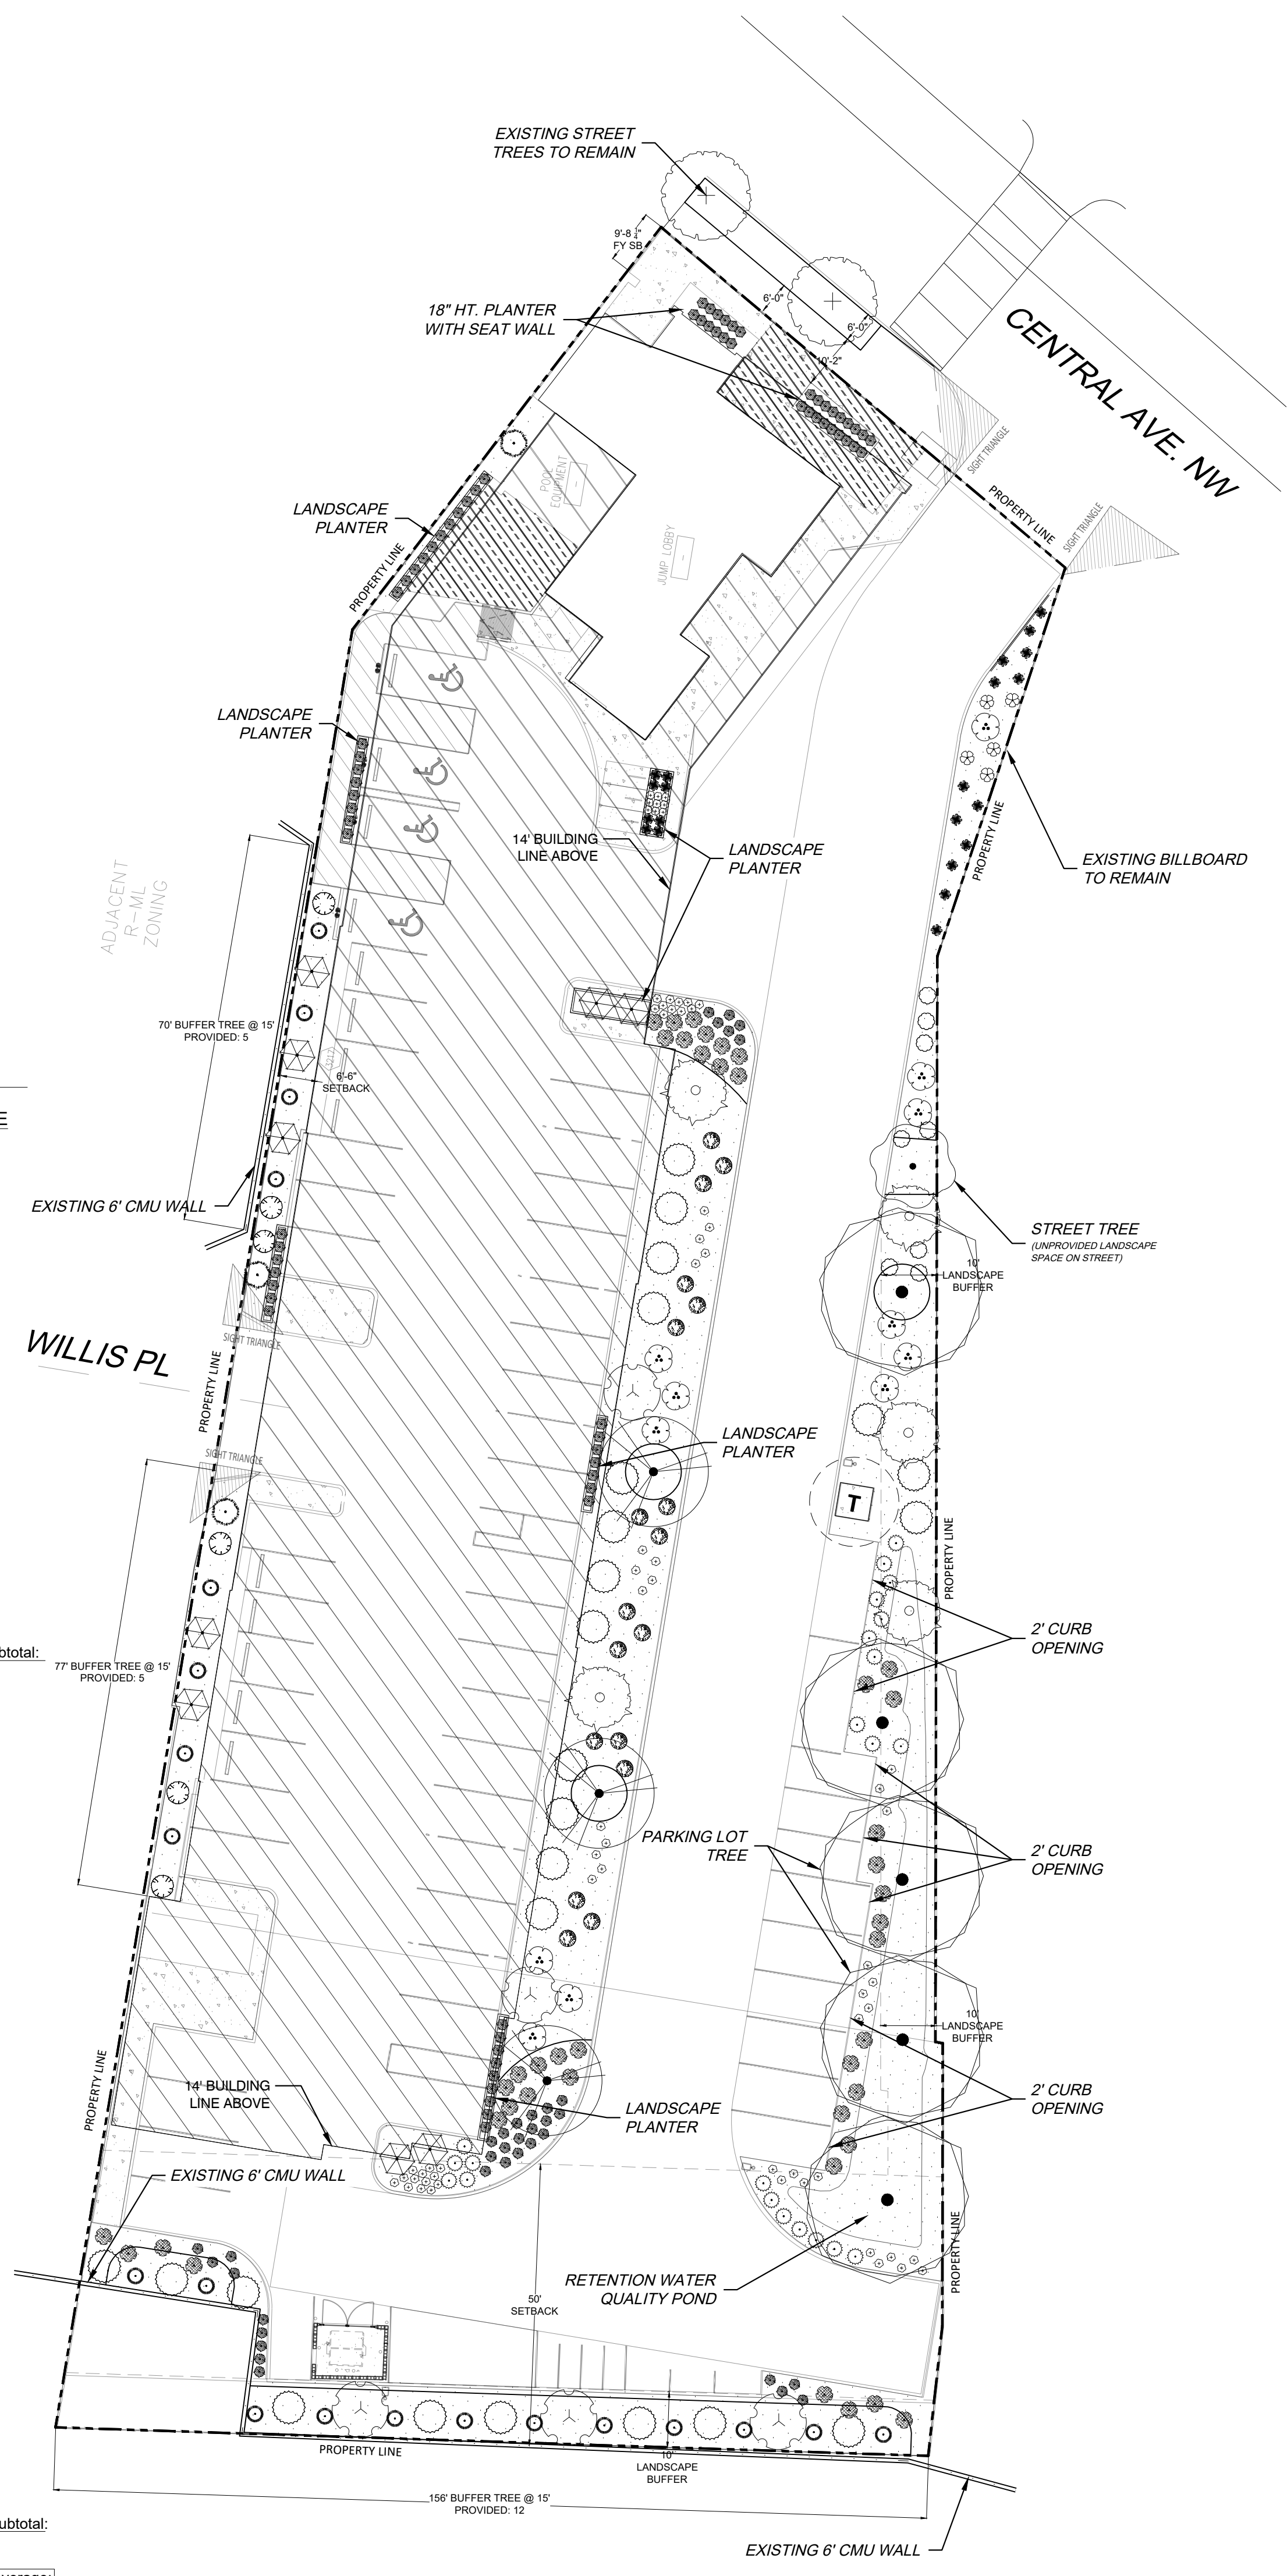 EXISTING STREET
TREES TO REMAIN
9'-8 1/4"
FY SB
18" HT. PLANTER
WITH SEAT WALL
6'-0"
6'-0"
10'-2"
CENTRAL AVE. NW
SIGHT TRIANGLE
PROPERTY LINE
SIGHT TRIANGLE
POOL
EQUIPMENT
LANDSCAPE
PLANTER
JUMP LOBBY
PROPERTY LINE
LANDSCAPE
PLANTER
14' BUILDING
LINE ABOVE
LANDSCAPE
PLANTER
PROPERTY LINE
EXISTING BILLBOARD
TO REMAIN
ADJACENT
R-ML
ZONING
70' BUFFER TREE @ 15'
PROVIDED: 5
6'-6"
SETBACK
E
EXISTING 6' CMU WALL
STREET TREE
(UNPROVIDED LANDSCAPE
SPACE ON STREET)
10'
LANDSCAPE
BUFFER
SIGHT TRIANGLE
WILLIS PL
PROPERTY LINE
SIGHT TRIANGLE
LANDSCAPE
PLANTER
T
PROPERTY LINE
2' CURB
OPENING
btotal:
77' BUFFER TREE @ 15'
PROVIDED: 5
PARKING LOT
TREE
2' CURB
OPENING
10'
LANDSCAPE
BUFFER
PROPERTY LINE
14' BUILDING
LINE ABOVE
2' CURB
OPENING
LANDSCAPE
PLANTER
EXISTING 6' CMU WALL
PROPERTY LINE
RETENTION WATER
QUALITY POND
50'
SETBACK
PROPERTY LINE
10'
LANDSCAPE
BUFFER
156' BUFFER TREE @ 15'
PROVIDED: 12
ubtotal:
EXISTING 6' CMU WALL